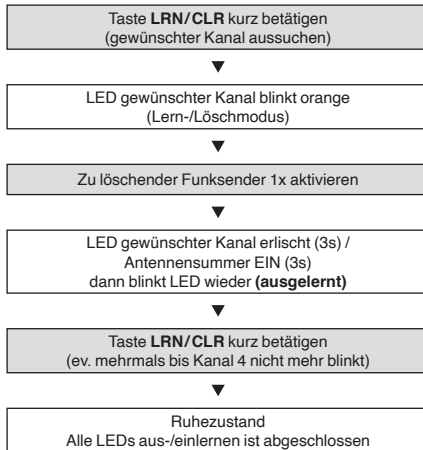 Taste LRN/CLR kurz betätigen
(gewünschter Kanal aussuchen)
LED gewünschter Kanal blinkt orange
(Lern-/Löschmodus)
Zu löschender Funksender 1x aktivieren
LED gewünschter Kanal erlischt (3s) /
Antennensummer EIN (3s)
dann blinkt LED wieder (ausgelernt)
Taste LRN/CLR kurz betätigen
(ev. mehrmals bis Kanal 4 nicht mehr blinkt)
Ruhezustand
Alle LEDs aus-/einlernen ist abgeschlossen